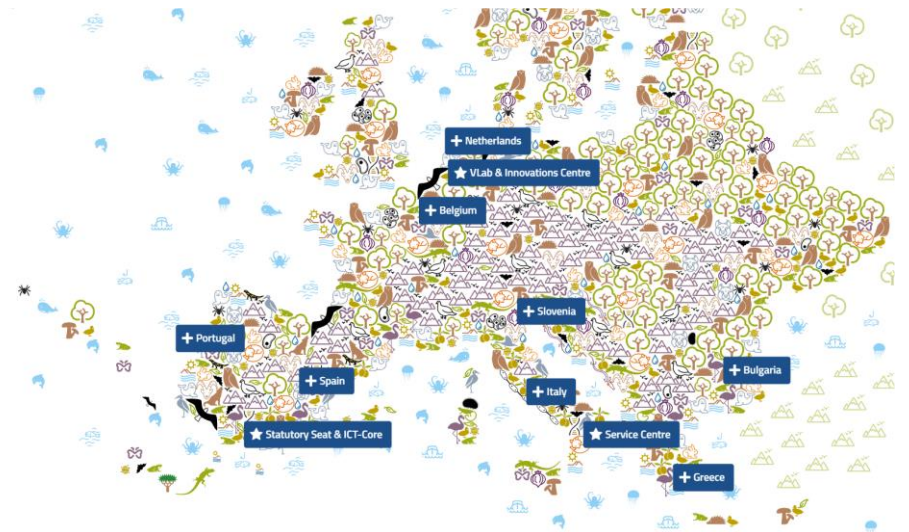 Netherlands
VLab & Innovations Centre
Belgium
Slovenia
Portugal
Bulgaria
Spain
Italy
Statutory Seat & ICT-Core
Service Centre
Greece